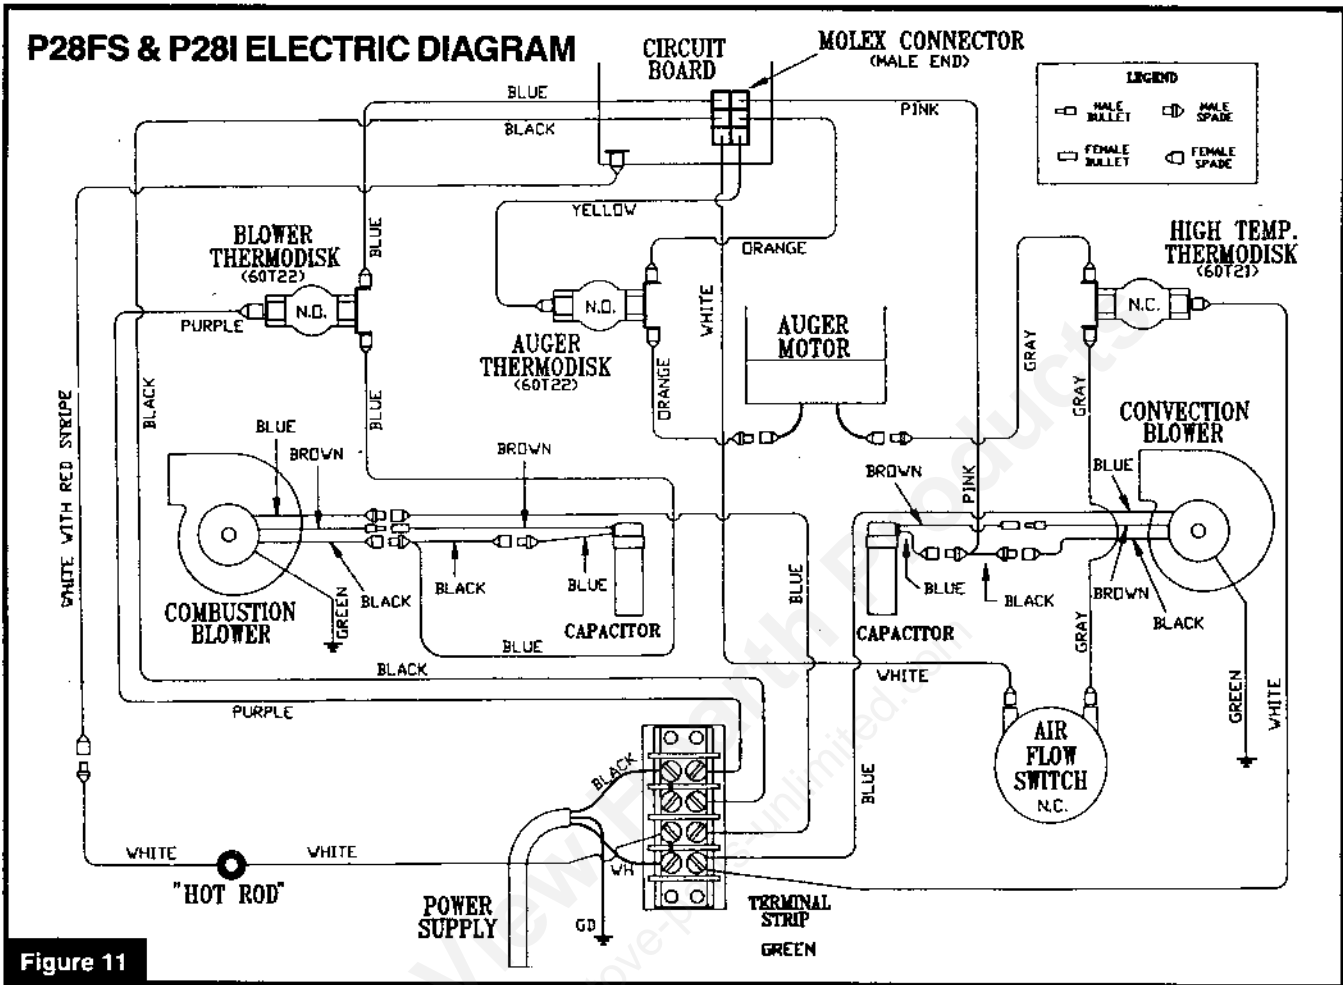 P28FS & P28I ELECTRIC DIAGRAM
CIRCUIT
BOARD
MOLEX CONNECTOR
(MALE END)
LEGEND
MALE
BULLET
MALE
SPADE
FEMALE
BULLET
FEMALE
SPADE
BLUE
BLACK
PINK
YELLOW
ORANGE
BLUE
BLOWER
THERMODISK
(60T22)
N.O.
PURPLE
N.O.
AUGER
THERMODISK
(60T22)
WHITE
AUGER
MOTOR
HIGH TEMP.
THERMODISK
(60T21)
N.C.
GRAY
GRAY
ORANGE
BLACK
BLUE
WHITE WITH RED STRIPE
BLUE
BROWN
BROWN
CONVECTION
BLOWER
BLUE
BROWN
PINK
BLACK
BLACK
BLUE
GREEN
COMBUSTION
BLOWER
CAPACITOR
BLUE
BLUE
BLUE
BLACK
BROWN
BLACK
CAPACITOR
GRAY
BLACK
WHITE
PURPLE
GREEN
WHITE
AIR
FLOW
SWITCH
N.C.
BLACK
BLUE
WHITE
WHITE
WH
"HOT ROD"
POWER
SUPPLY
GD
TERMINAL
STRIP
GREEN
Figure 11